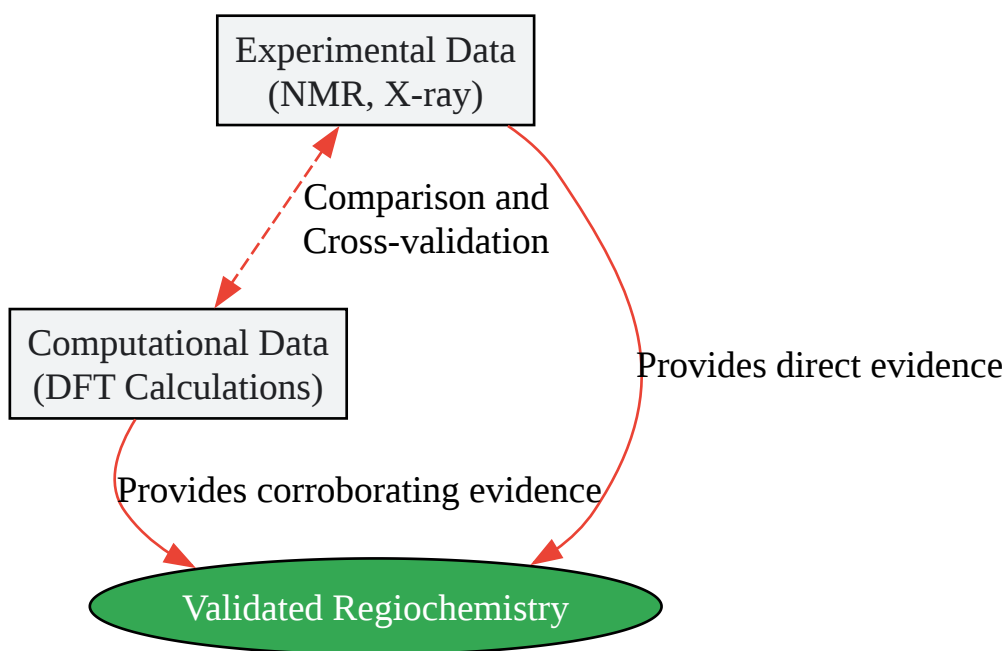 Experimental Data
(NMR, X-ray)
Comparison and
Cross-validation
Computational Data
(DFT Calculations)
Provides direct evidence
Provides corroborating evidence
Validated Regiochemistry